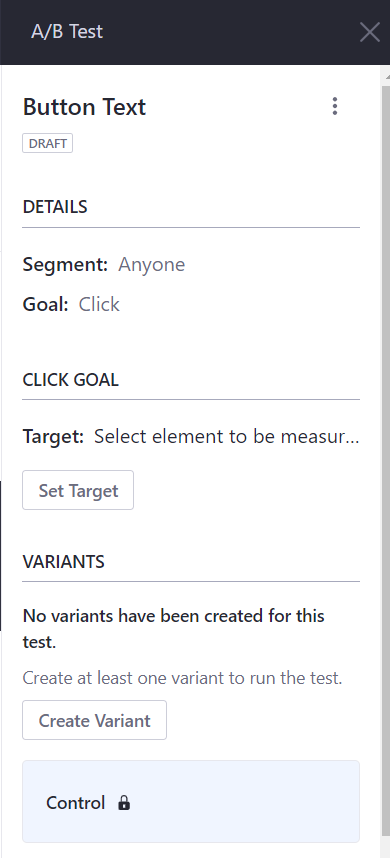 A/B Test
Button Text
DRAFT
DETAILS
Segment: Anyone
Goal: Click
CLICK GOAL
Target: Select element to be measur...
Set Target
VARIANTS
No variants have been created for this
test.
Create at least one variant to run the test.
Create Variant
Control